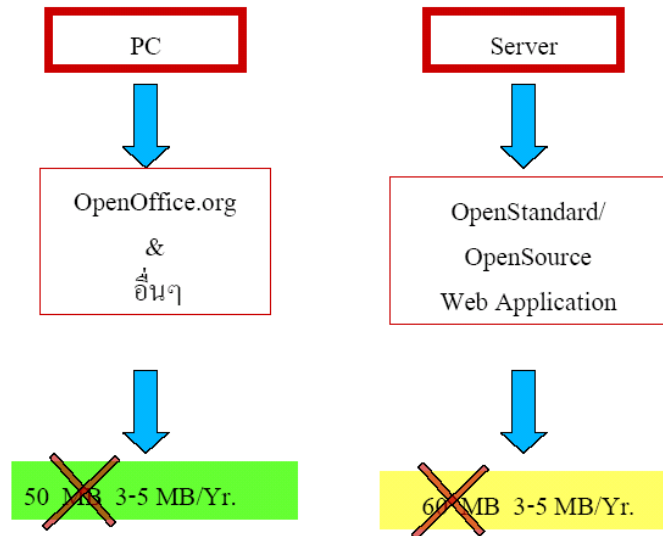 PC
OpenOffice.org
&
อื่นๆ
50 MB 3-5 MB/Yr.
Server
OpenStandard/
OpenSource
Web Application
60 MB 3-5 MB/Yr.